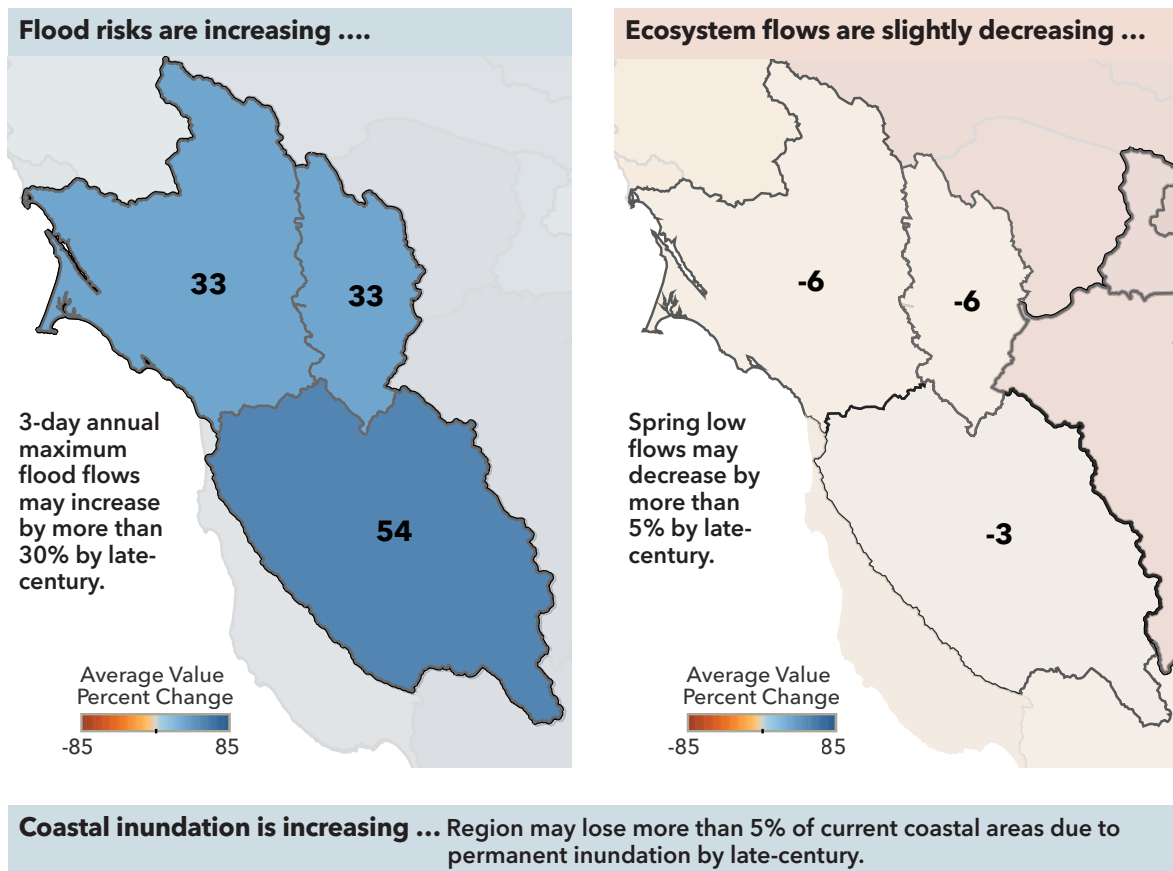 Flood risks are increasing ….
33
33
54
3-day annual
maximum
flood flows
may increase
by more than
30% by late-
century.
Average Value
Percent Change
-85 85
Ecosystem flows are slightly decreasing …
-6
-6
-3
Spring low
flows may
decrease by
more than
5% by late-
century.
Average Value
Percent Change
-85 85
Coastal inundation is increasing … Region may lose more than 5% of current coastal areas due to
permanent inundation by late-century.